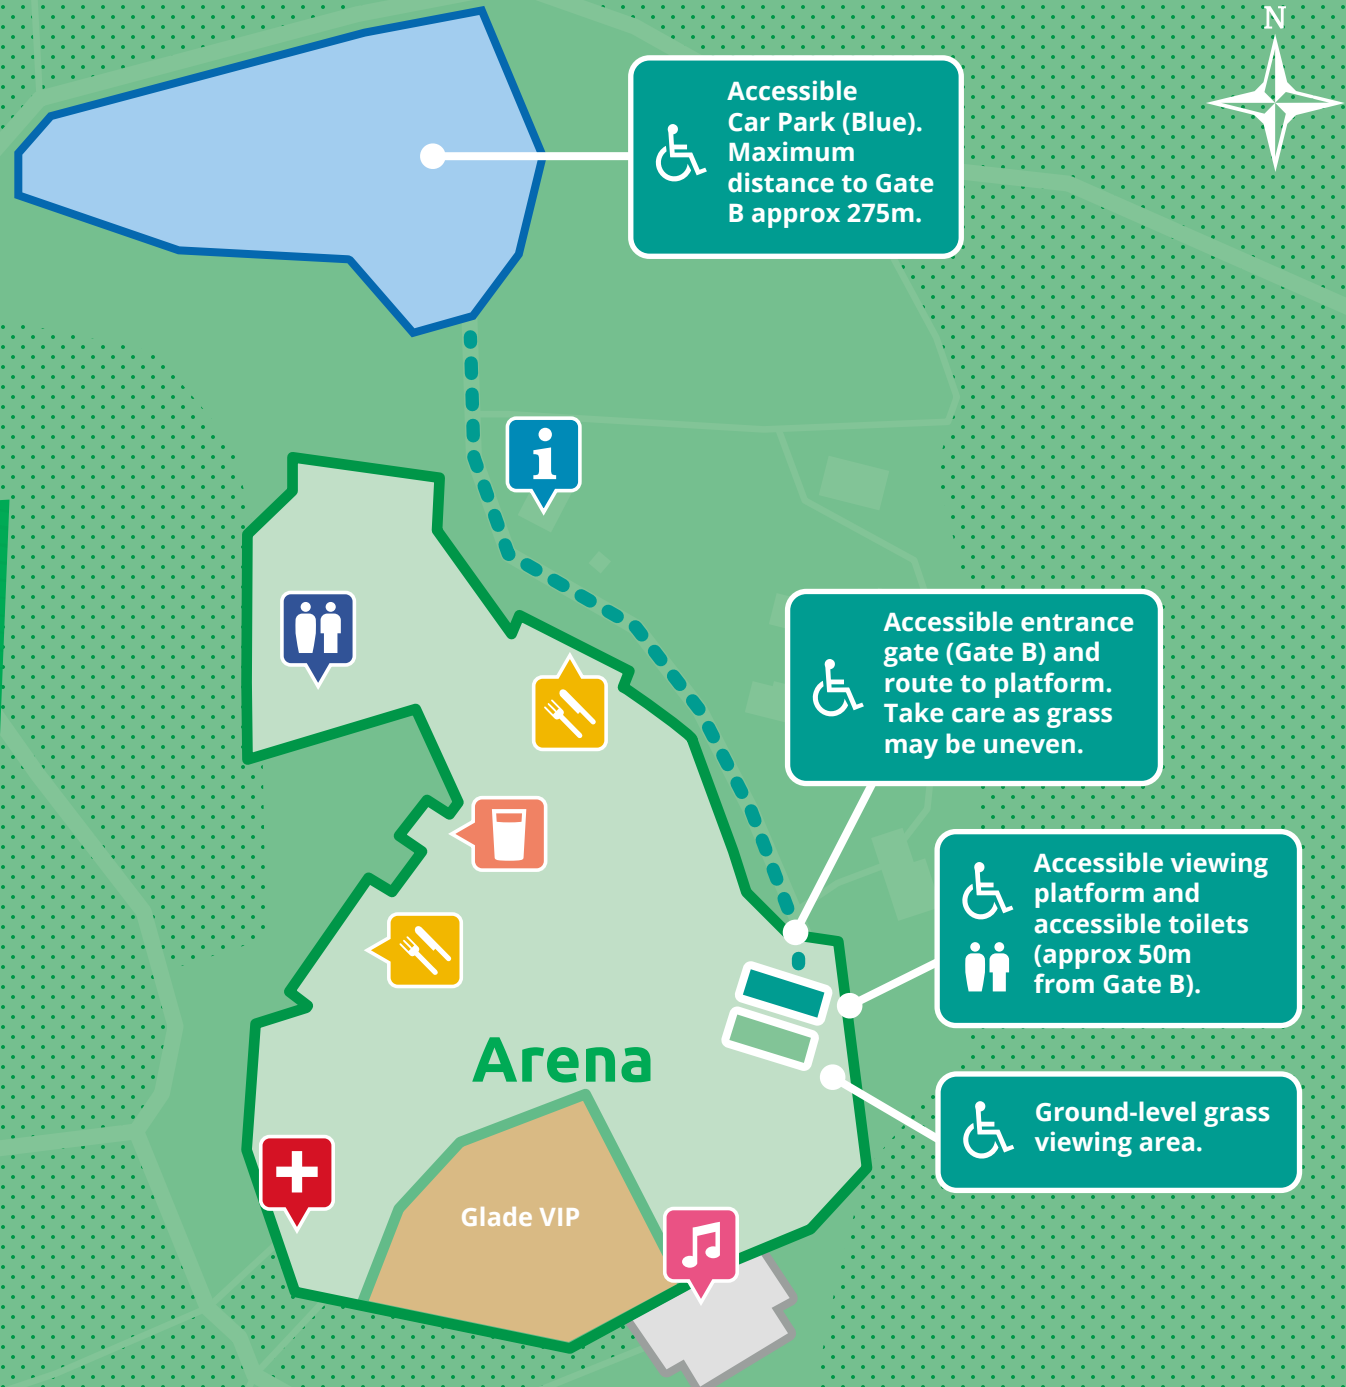 N
Accessible
Car Park (Blue).
Maximum
distance to Gate
B approx 275m.
Accessible entrance
gate (Gate B) and
route to platform.
Take care as grass
may be uneven.
Accessible viewing
platform and
accessible toilets
(approx 50m
from Gate B).
Arena
Ground-level grass
viewing area.
Glade VIP